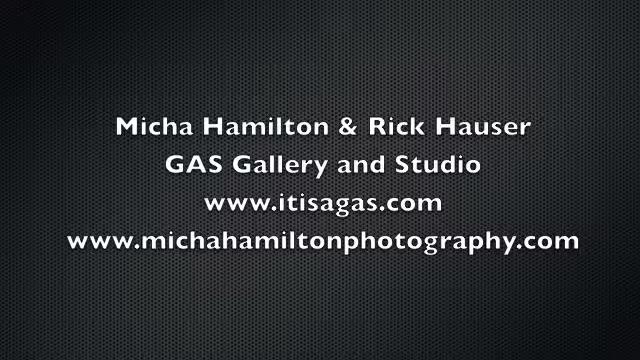 Micha Hamilton & Rick Hauser
GAS Gallery and Studio
www.itisagas.com
www.michahamiltonphotography.com